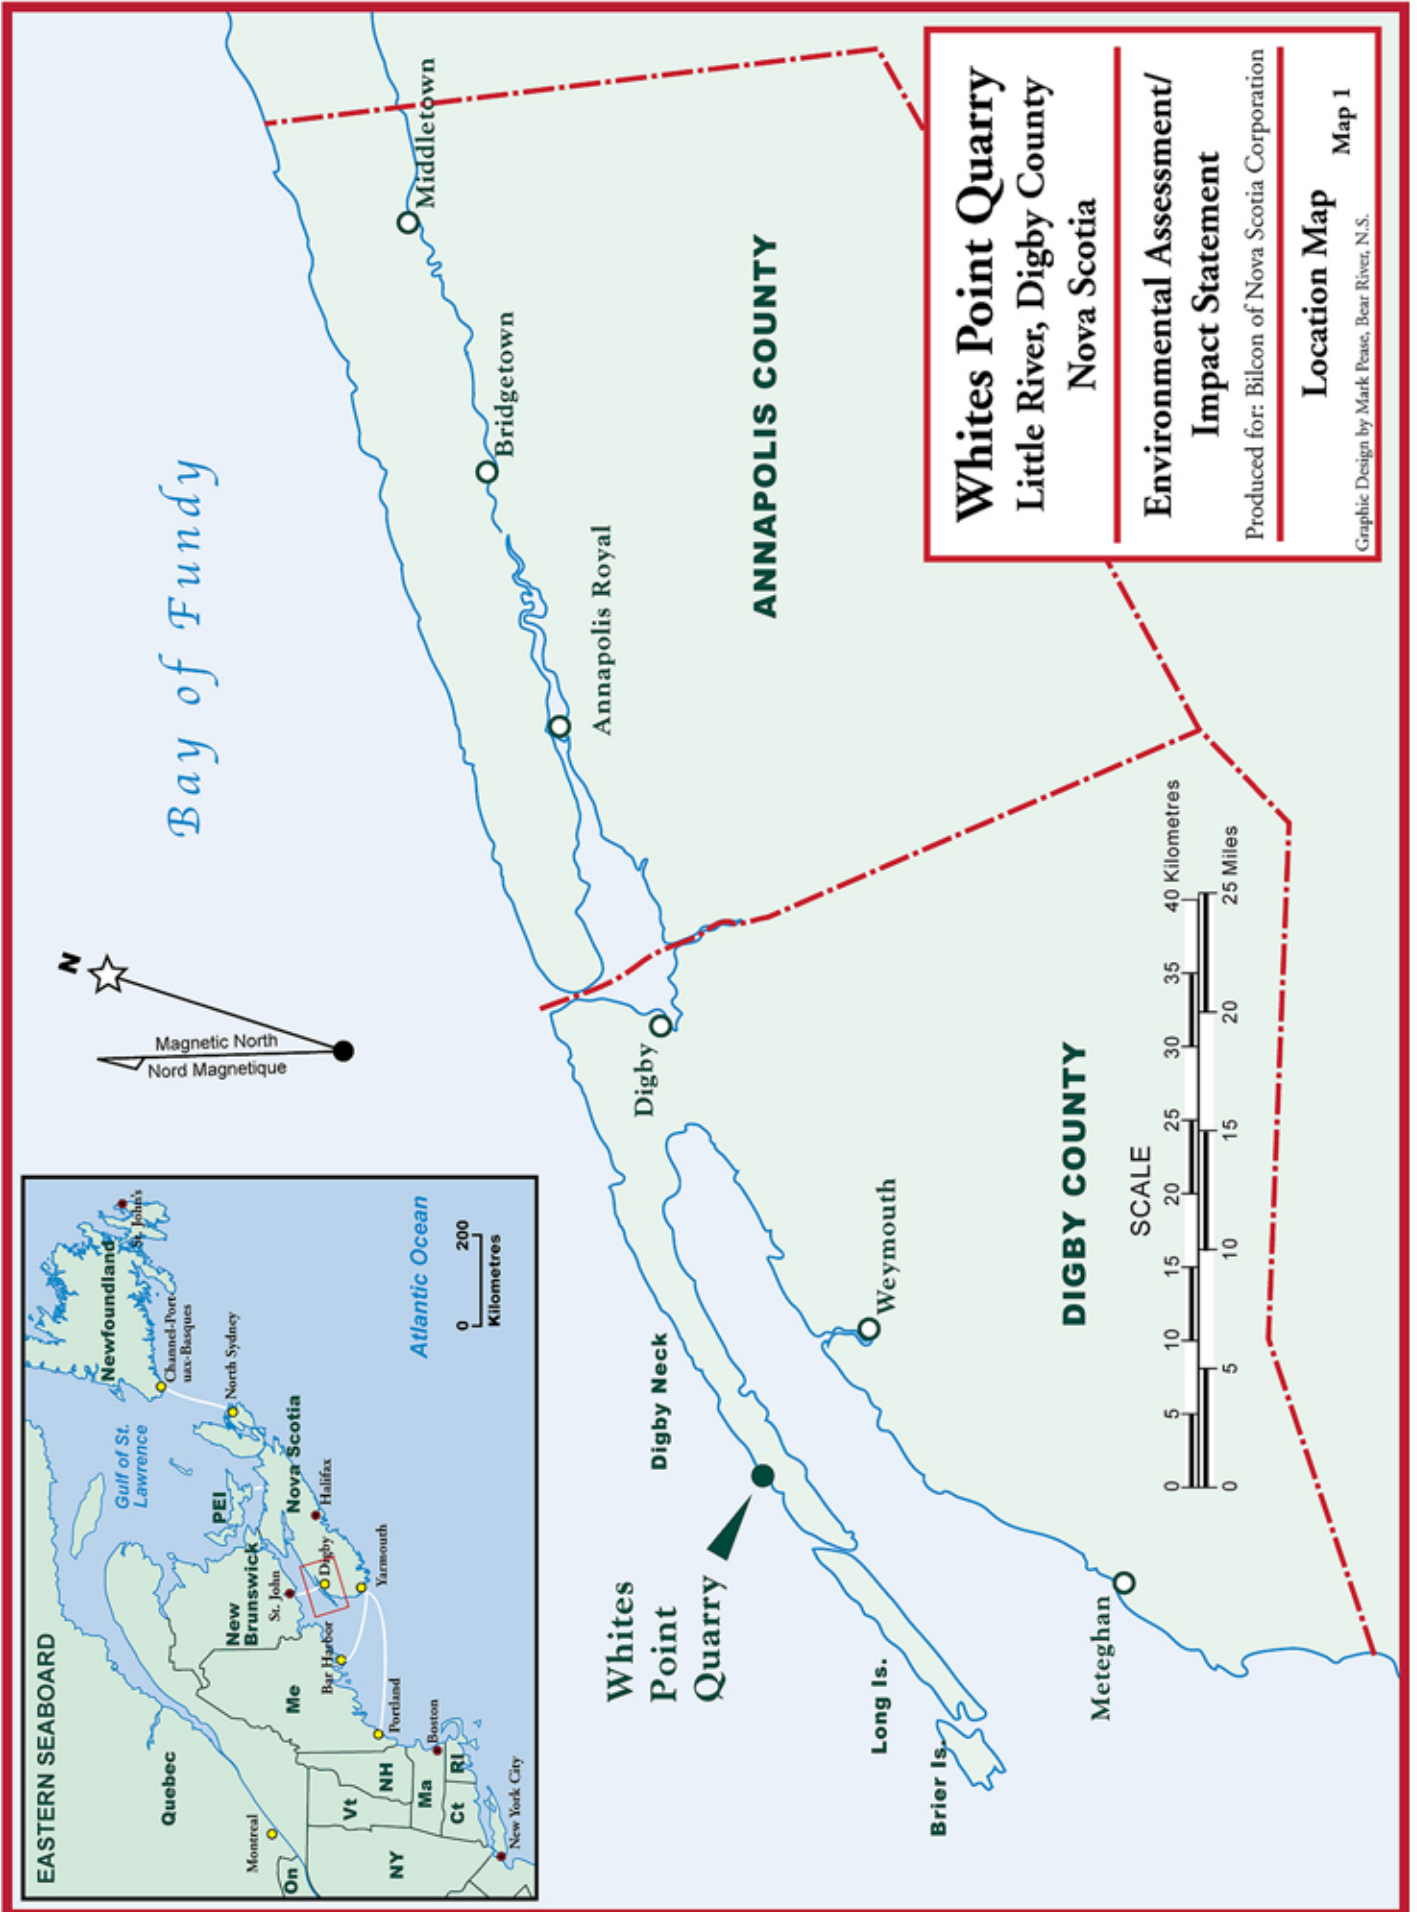 EASTERN SEABOARD
Quebec
Montreal
On
NY
Vt
NH
Ma
Ct
RI
Me
New York City
Boston
Portland
Bar Harbor
New
Brunswick
St. John
Digby
Yarmouth
Halifax
Nova Scotia
PEI
Gulf of St.
Lawrence
North Sydney
Channel-Port-
uax-Basques
Newfoundland
St. John's
Atlantic Ocean
0 200
Kilometres
N
Magnetic North
Nord Magnetique
Bay of Fundy
Middletown
Bridgetown
Annapolis Royal
ANNAPOLIS COUNTY
Digby
Digby Neck
Whites
Point
Quarry
Weymouth
Long Is.
Brier Is.
Meteghan
DIGBY COUNTY
SCALE
0 5 10 15 20 25 30 35 40 Kilometres
0 5 10 15 20 25 Miles
Whites Point Quarry
Little River, Digby County
Nova Scotia
Environmental Assessment/
Impact Statement
Produced for: Bilcon of Nova Scotia Corporation
Location Map
Map 1
Graphic Design by Mark Pease, Bear River, N.S.